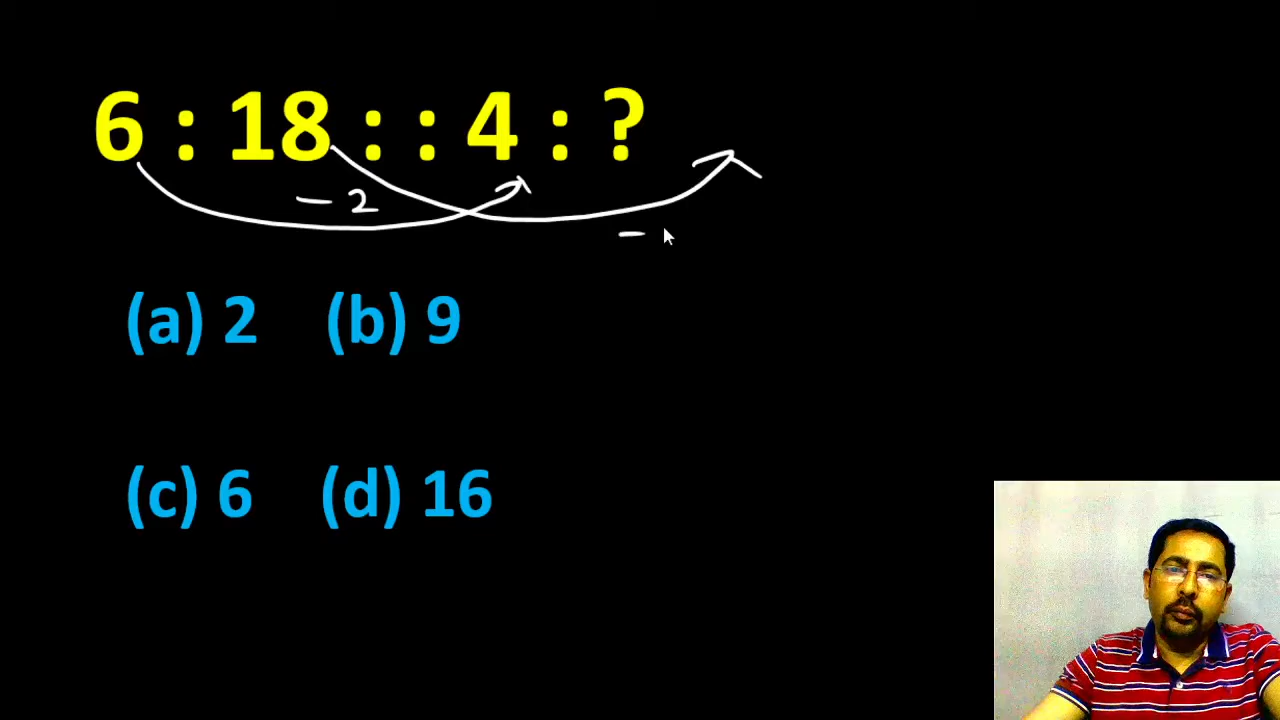 6 : 18 : : 4 : ?
– 2
–
(a) 2 (b) 9
(c) 6 (d) 16